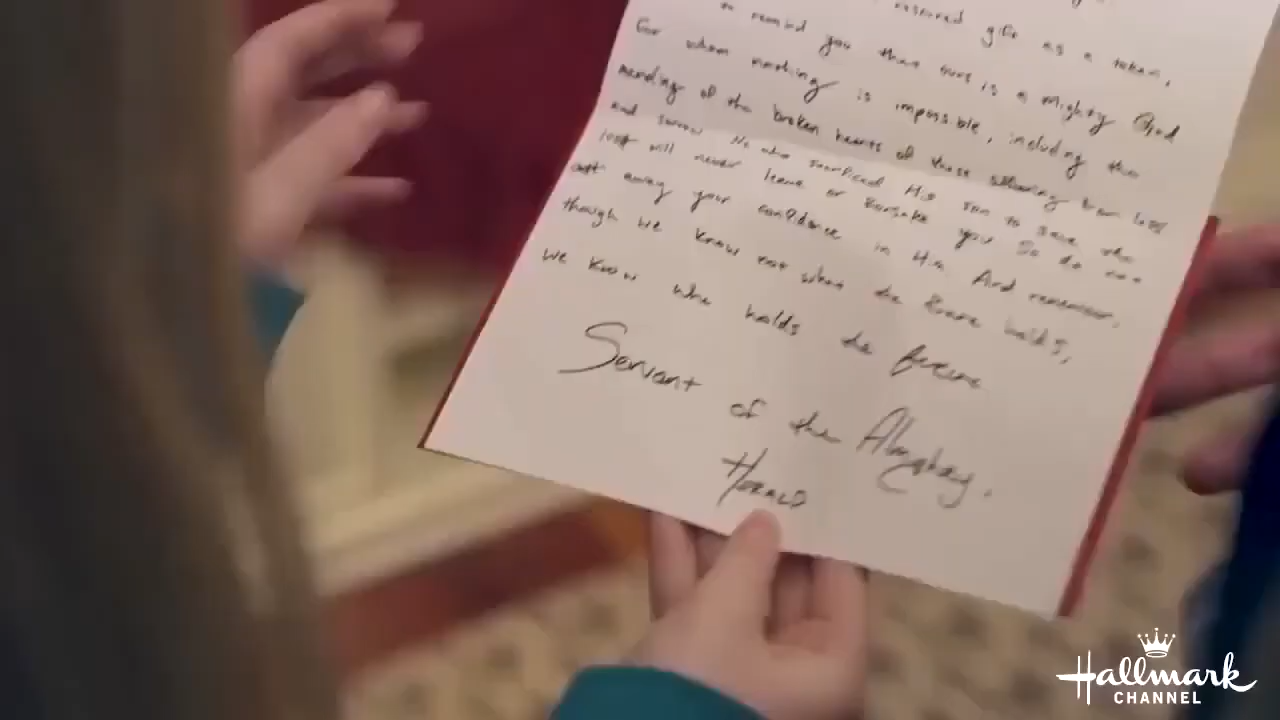 received gift as a token,
to remind you that ours is a Mighty God
for whom nothing is impossible, including the
mending of the broken hearts of those suffering from loss
and sorrow. He who sacrificed His son to save the
lost will never leave or forsake you So do not
cast away your confidence in Him. And remember,
though we know not what the future holds,
we know who holds the future
Servant of the Almighty,
HERALD
Hallmark
CHANNEL